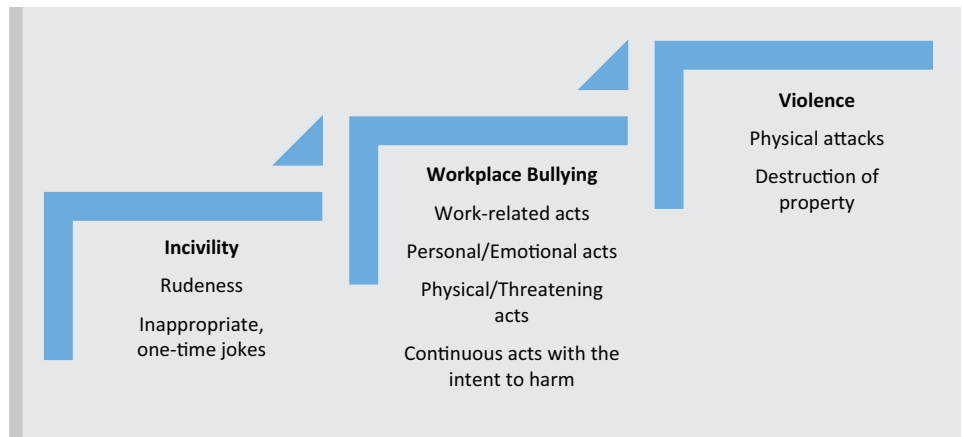 Incivility
Rudeness
Inappropriate,
one-time jokes
Workplace Bullying
Work-related acts
Personal/Emotional acts
Physical/Threatening
acts
Continuous acts with the
intent to harm
Violence
Physical attacks
Destruction of
property